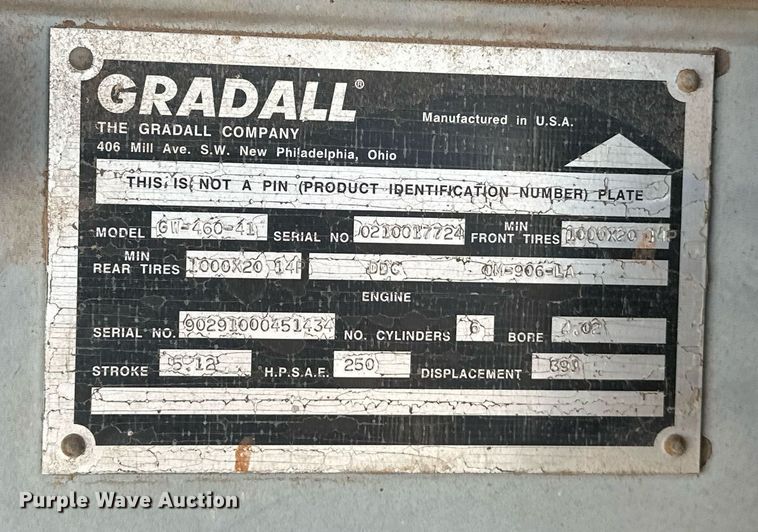 GRADALL®
THE GRADALL COMPANY
Manufactured in U.S.A.
406 Mill Ave. S.W. New Philadelphia, Ohio
THIS IS NOT A PIN (PRODUCT IDENTIFICATION NUMBER) PLATE
MODEL GW-460-41 SERIAL NO. 0210017724 MIN FRONT TIRES 1000X20 14P
MIN REAR TIRES 1000X20 14P DDC OM-906-LA
ENGINE
SERIAL NO. 90291000451434 NO. CYLINDERS 6 BORE 4.02
STROKE 5.12 H.P.S.A.E. 250 DISPLACEMENT
Purple Wave Auction